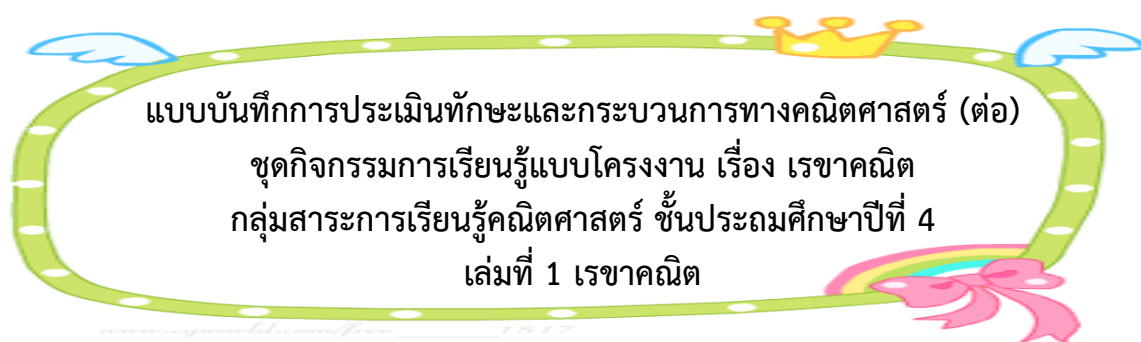 แบบบันทึกการประเมินทักษะและกระบวนการทางคณิตศาสตร์ (ต่อ)
ชุดกิจกรรมการเรียนรู้แบบโครงงาน เรื่อง เรขาคณิต
กลุ่มสาระการเรียนรู้คณิตศาสตร์ ชั้นประถมศึกษาปีที่ 4
เล่มที่ 1 เรขาคณิต